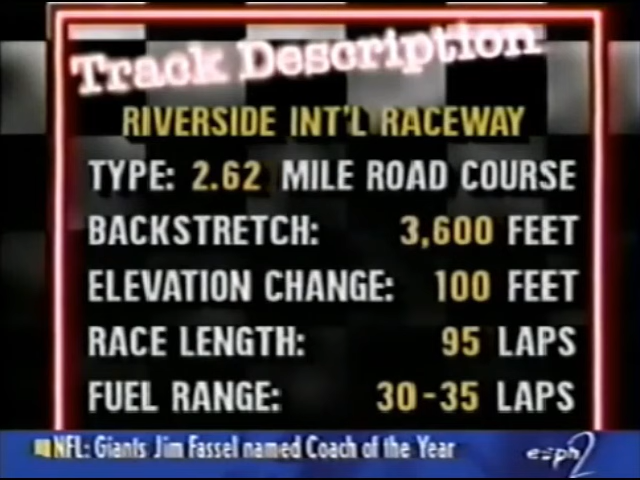 Track Description
RIVERSIDE INT'L RACEWAY
TYPE: 2.62 MILE ROAD COURSE
BACKSTRETCH: 3,600 FEET
ELEVATION CHANGE: 100 FEET
RACE LENGTH: 95 LAPS
FUEL RANGE: 30-35 LAPS
NFL: Giants Jim Fassel named Coach of the Year
espn2